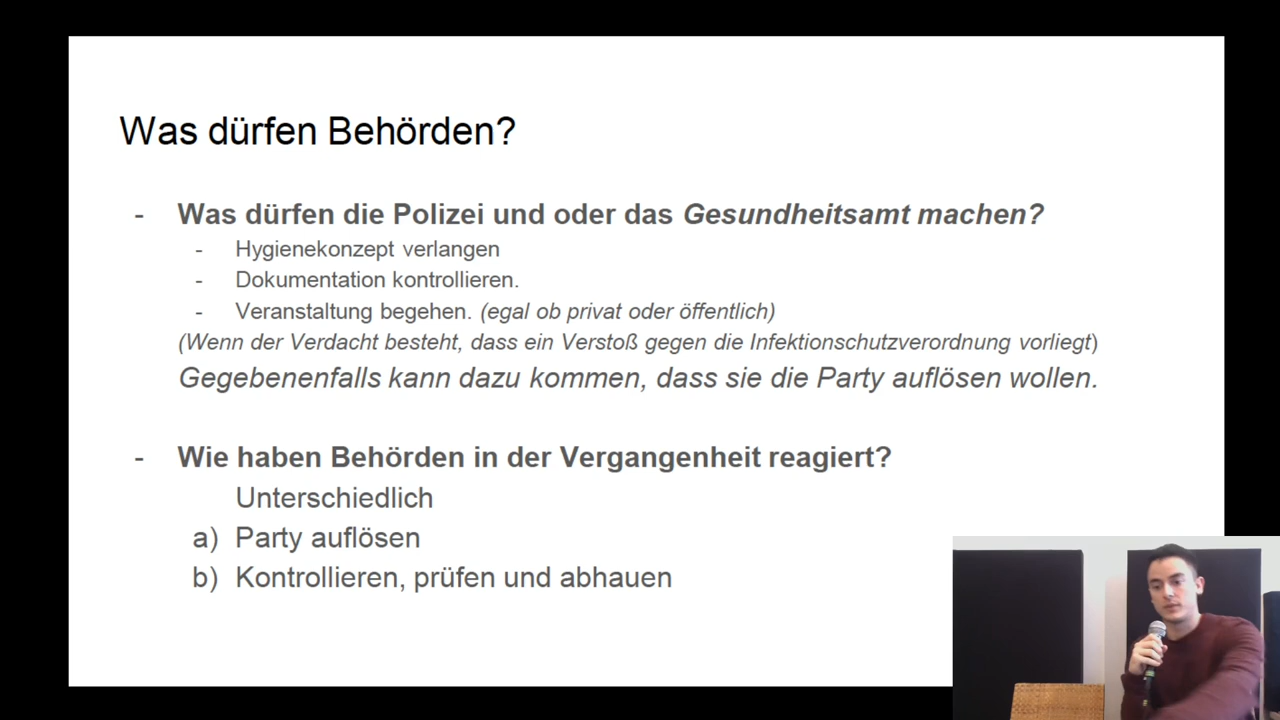 Was dürfen Behörden?
- Was dürfen die Polizei und oder das Gesundheitsamt machen?
- Hygienekonzept verlangen
- Dokumentation kontrollieren.
- Veranstaltung begehen. (egal ob privat oder öffentlich)
(Wenn der Verdacht besteht, dass ein Verstoß gegen die Infektionschutzverordnung vorliegt)
Gegebenenfalls kann dazu kommen, dass sie die Party auflösen wollen.
- Wie haben Behörden in der Vergangenheit reagiert?
Unterschiedlich
a) Party auflösen
b) Kontrollieren, prüfen und abhauen